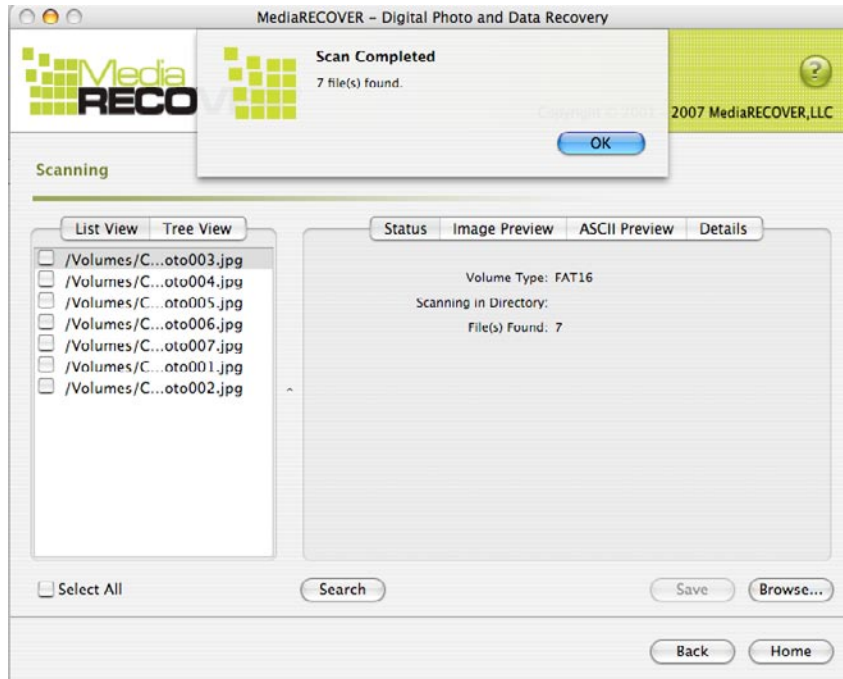 MediaRECOVER – Digital Photo and Data Recovery
Media
RECOVER
Scan Completed
7 file(s) found.
OK
?
Copyright © 2007 MediaRECOVER,LLC
Scanning
List View Tree View
/Volumes/C...oto003.jpg
/Volumes/C...oto004.jpg
/Volumes/C...oto005.jpg
/Volumes/C...oto006.jpg
/Volumes/C...oto007.jpg
/Volumes/C...oto001.jpg
/Volumes/C...oto002.jpg
Status Image Preview ASCII Preview Details
Volume Type: FAT16
Scanning in Directory:
File(s) Found: 7
Select All
Search
Save
Browse...
Back
Home